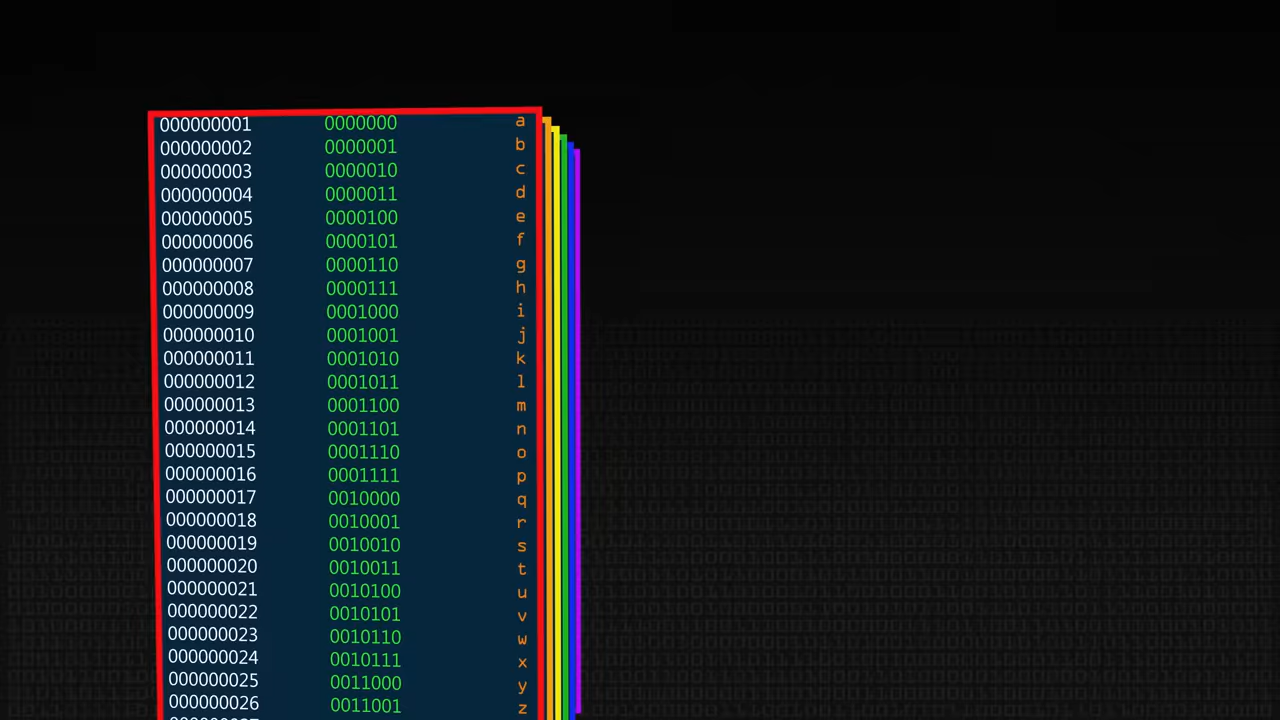 000000001 0000000 a
000000002 0000001 b
000000003 0000010 c
000000004 0000011 d
000000005 0000100 e
000000006 0000101 f
000000007 0000110 g
000000008 0000111 h
000000009 0001000 i
000000010 0001001 j
000000011 0001010 k
000000012 0001011 l
000000013 0001100 m
000000014 0001101 n
000000015 0001110 o
000000016 0001111 p
000000017 0010000 q
000000018 0010001 r
000000019 0010010 s
000000020 0010011 t
000000021 0010100 u
000000022 0010101 v
000000023 0010110 w
000000024 0010111 x
000000025 0011000 y
000000026 0011001 z